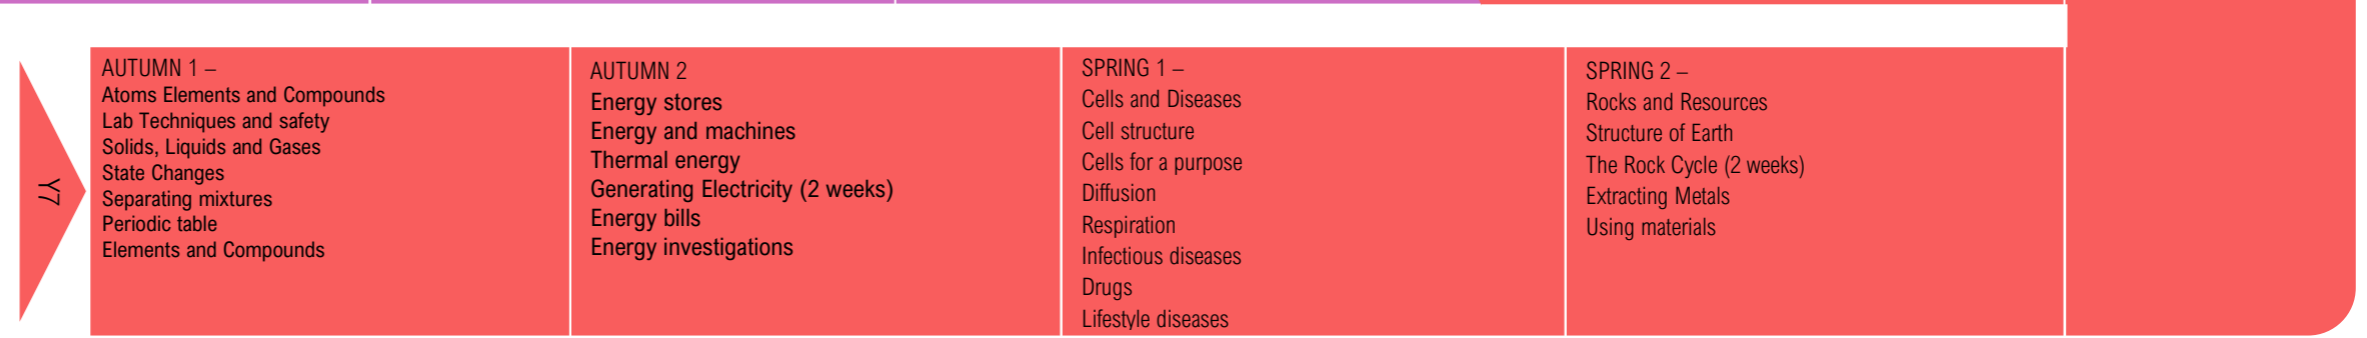 Y7
AUTUMN 1 –
Atoms Elements and Compounds
Lab Techniques and safety
Solids, Liquids and Gases
State Changes
Separating mixtures
Periodic table
Elements and Compounds
AUTUMN 2
Energy stores
Energy and machines
Thermal energy
Generating Electricity (2 weeks)
Energy bills
Energy investigations
SPRING 1 –
Cells and Diseases
Cell structure
Cells for a purpose
Diffusion
Respiration
Infectious diseases
Drugs
Lifestyle diseases
SPRING 2 –
Rocks and Resources
Structure of Earth
The Rock Cycle (2 weeks)
Extracting Metals
Using materials